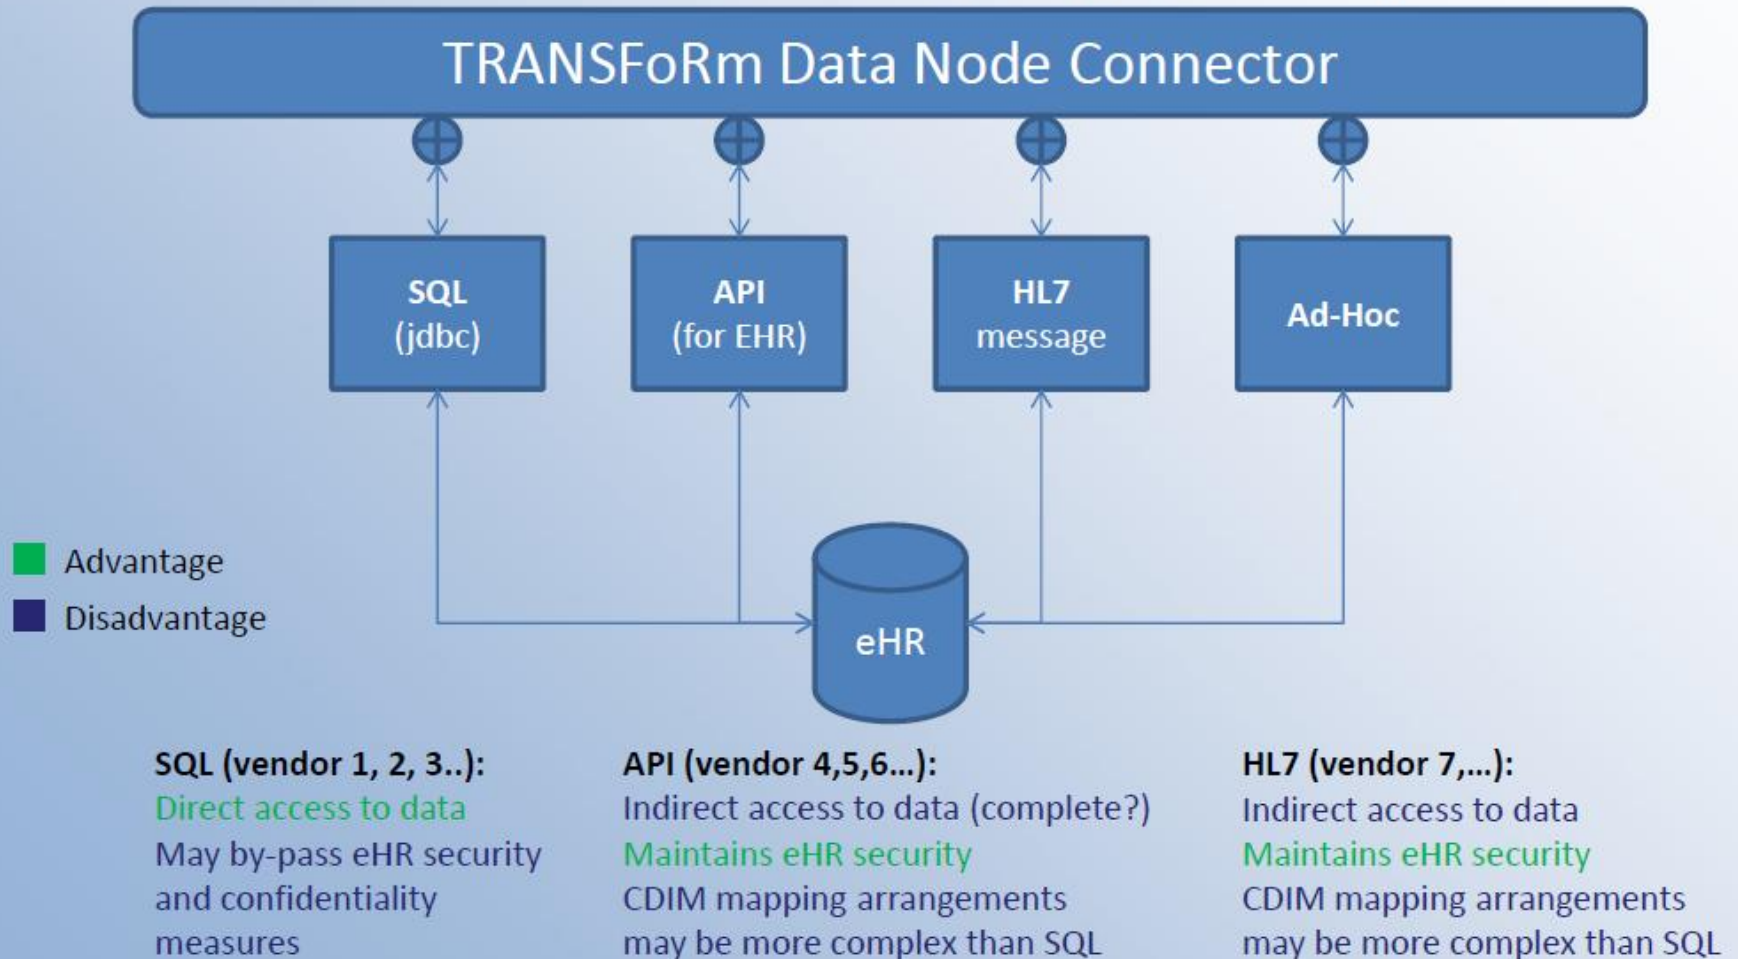 TRANSFoRm Data Node Connector
SQL
(jdbc)
API
(for EHR)
HL7
message
Ad-Hoc
Advantage
Disadvantage
eHR
SQL (vendor 1, 2, 3..):
Direct access to data
May by-pass eHR security
and confidentiality
measures
API (vendor 4,5,6...):
Indirect access to data (complete?)
Maintains eHR security
CDIM mapping arrangements
may be more complex than SQL
HL7 (vendor 7,...):
Indirect access to data
Maintains eHR security
CDIM mapping arrangements
may be more complex than SQL